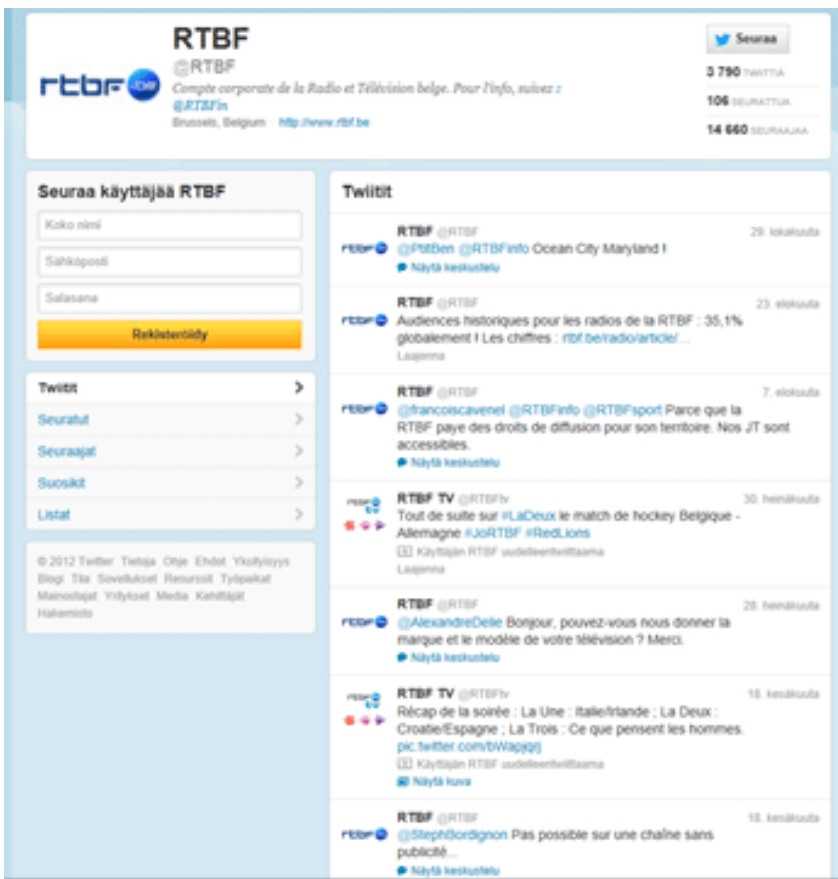 RTBF
@RTBF
rtbf.be
Compte corporate de la Radio et Télévision belge. Pour l'info, suivez :
@RTBFin
Brussels, Belgium · http://www.rtbf.be
Seuraa
3 790 TWIITTIÄ
106 SEURATTUA
14 660 SEURAAJAA
Seuraa käyttäjää RTBF
Koko nimi
Sähköposti
Salasana
Rekisteröidy
Twiitit
Seuratut
Seuraajat
Suosikit
Listat
© 2012 Twitter Tietoja Ohje Ehdot Yksityisyys
Blogi Tila Sovellukset Resurssit Työpaikat
Mainostajat Yritykset Media Kehittäjät
Hakemisto
Twiitit
RTBF @RTBF 29. lokakuuta
@PtitBen @RTBFinfo Ocean City Maryland !
Näytä keskustelu
RTBF @RTBF 23. elokuuta
Audiences historiques pour les radios de la RTBF : 35,1%
globalement ! Les chiffres : rtbf.be/radio/article/...
Laajenna
RTBF @RTBF 7. elokuuta
@francoiscavenel @RTBFinfo @RTBFsport Parce que la
RTBF paye des droits de diffusion pour son territoire. Nos JT sont
accessibles.
Näytä keskustelu
RTBF TV @RTBFtv 30. heinäkuuta
Tout de suite sur #LaDeux le match de hockey Belgique -
Allemagne #JoRTBF #RedLions
Käyttäjän RTBF uudelleentwiittaama
Laajenna
RTBF @RTBF 28. heinäkuuta
@AlexandreDelie Bonjour, pouvez-vous nous donner la
marque et le modèle de votre télévision ? Merci.
Näytä keskustelu
RTBF TV @RTBFtv 18. kesäkuuta
Récap de la soirée : La Une : Italie/Irlande ; La Deux :
Croatie/Espagne ; La Trois : Ce que pensent les hommes.
pic.twitter.com/bWapjqrj
Käyttäjän RTBF uudelleentwiittaama
Näytä kuva
RTBF @RTBF 18. kesäkuuta
@StephBordignon Pas possible sur une chaîne sans
publicité...
Näytä keskustelu